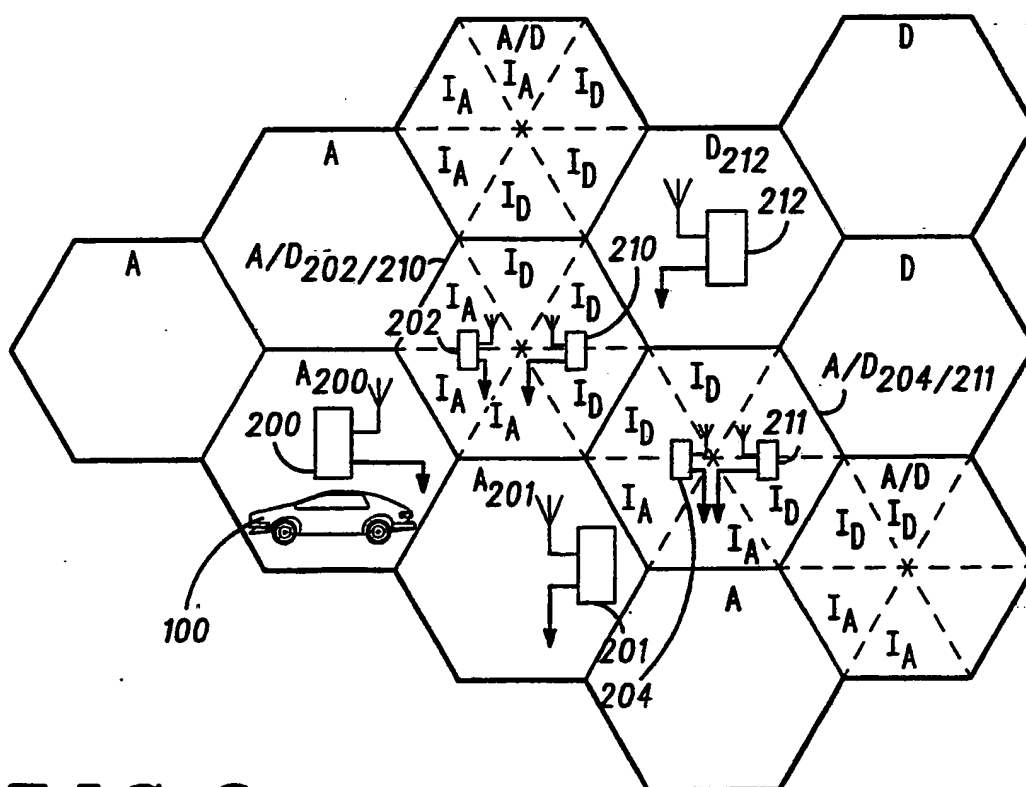 A/D D
I_A I_A I_D
A I_A I_D D_212
I_D 212
A A/D_202/210 I_D 210 D
I_A I_D
202
A_200 I_D A/D_204/211
I_A I_A I_D
200 I_D 211
A_201 A/D
I_A I_D I_D I_D
I_A
100 A I_A
201 I_A
204